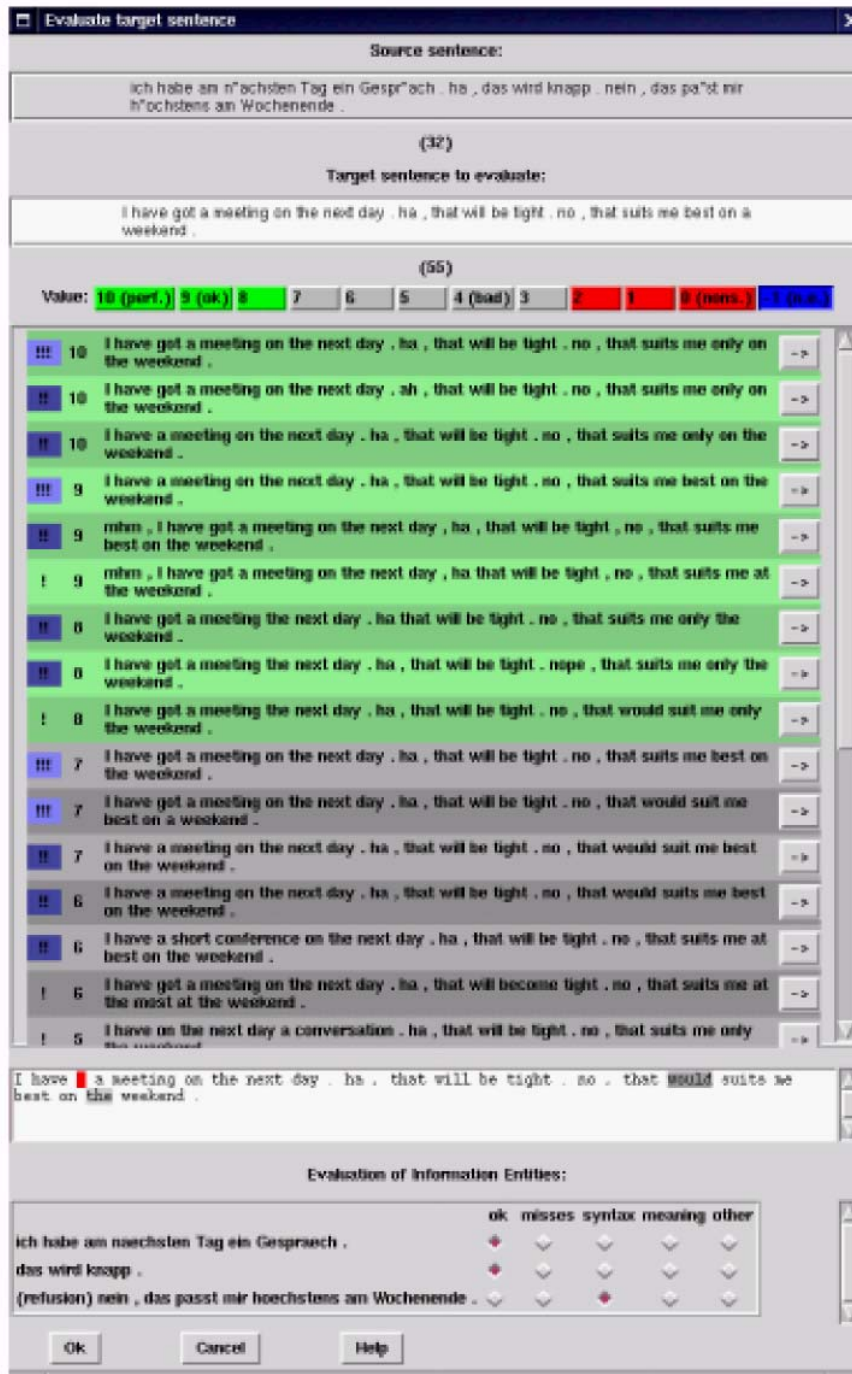 Evaluate target sentence
Source sentence:
ich habe am n"achsten Tag ein Gespr"ach . ha , das wird knapp . nein , das pa"st mir
h"ochstens am Wochenende .
(32)
Target sentence to evaluate:
I have got a meeting on the next day . ha , that will be tight . no , that suits me best on a
weekend .
(55)
Value: 10 (perf.) 9 (ok) 8 7 6 5 4 (bad) 3 2 1 0 (nons.) -1 (n.e.)
!!! 10 I have got a meeting on the next day . ha , that will be tight . no , that suits me only on
the weekend . ->
!! 10 I have got a meeting on the next day . ah , that will be tight . no , that suits me only on
the weekend . ->
!! 10 I have a meeting on the next day . ha , that will be tight . no , that suits me only on the
weekend . ->
!!! 9 I have a meeting on the next day . ha , that will be tight . no , that suits me best on the
weekend . ->
!! 9 mhm , I have got a meeting on the next day , ha , that will be tight , no , that suits me
best on the weekend . ->
! 9 mhm , I have got a meeting on the next day , ha that will be tight , no , that suits me at
the weekend . ->
!! 8 I have got a meeting the next day . ha that will be tight . no , that suits me only the
weekend . ->
!! 8 I have got a meeting the next day . ha , that will be tight . nope , that suits me only the
weekend . ->
! 8 I have got a meeting the next day . ha , that will be tight . no , that would suit me only
the weekend . ->
!!! 7 I have got a meeting on the next day . ha , that will be tight . no , that suits me best on
the weekend . ->
!!! 7 I have got a meeting on the next day . ha , that will be tight . no , that would suit me
best on a weekend . ->
!! 7 I have a meeting on the next day . ha , that will be tight . no , that would suit me best
on the weekend . ->
!! 6 I have a meeting on the next day . ha , that will be tight . no , that would suits me best
on the weekend . ->
!! 6 I have a short conference on the next day . ha , that will be tight . no , that suits me at
best on the weekend . ->
! 6 I have got a meeting on the next day . ha , that will become tight . no , that suits me at
the most at the weekend . ->
! 5 I have on the next day a conversation . ha , that will be tight . no , that suits me only
the weekend ->
I have a meeting on the next day . ha , that will be tight . no , that would suits me
best on the weekend .
Evaluation of Information Entities:
ok misses syntax meaning other
ich habe am naechsten Tag ein Gespraech .
das wird knapp .
(refusion) nein , das passt mir hoechstens am Wochenende .
Ok Cancel Help